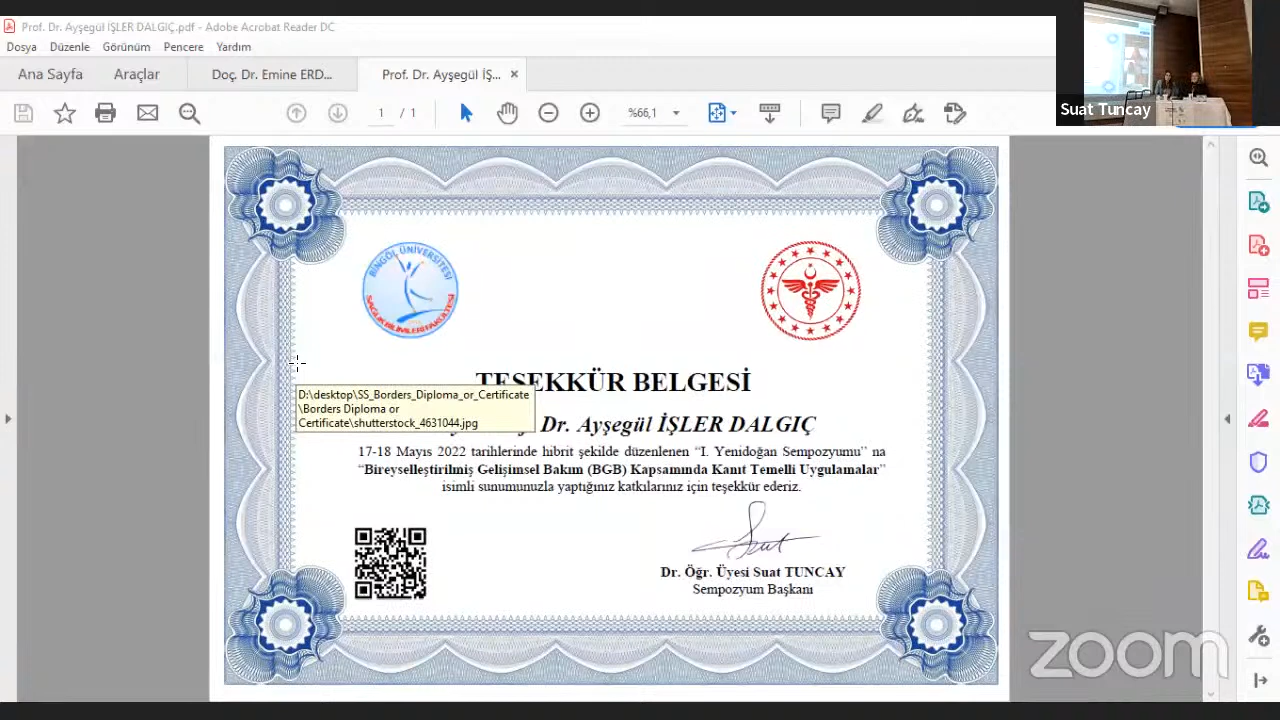 Prof. Dr. Ayşegül İŞLER DALGIÇ.pdf - Adobe Acrobat Reader DC
Dosya Düzenle Görünüm Pencere Yardım
Ana Sayfa Araçlar Doç. Dr. Emine ERD... Prof. Dr. Ayşegül İŞ... ×
1 / 1 %66,1
Suat Tuncay
BİNGÖL ÜNİVERSİTESİ
SAĞLIK BİLİMLERİ FAKÜLTESİ
TEŞEKKÜR BELGESİ
D:\desktop\SS_Borders_Diploma_or_Certificate
\Borders Diploma or
Certificate\shutterstock_4631044.jpg
Dr. Ayşegül İŞLER DALGIÇ
17-18 Mayıs 2022 tarihlerinde hibrit şekilde düzenlenen “I. Yenidoğan Sempozyumu” na
“Bireyselleştirilmiş Gelişimsel Bakım (BGB) Kapsamında Kanıt Temelli Uygulamalar”
isimli sunumunuzla yaptığınız katkılarınız için teşekkür ederiz.
Dr. Öğr. Üyesi Suat TUNCAY
Sempozyum Başkanı
zoom